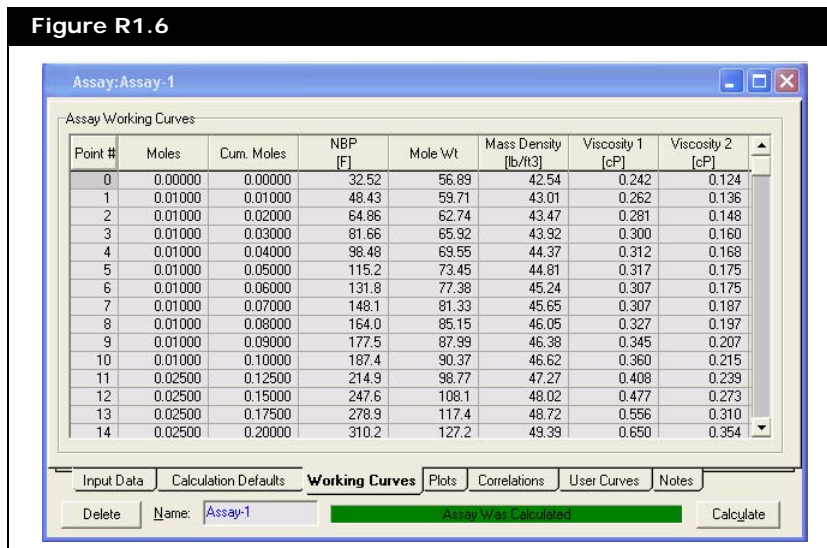 Figure R1.6
Assay:Assay-1
Assay Working Curves
Point # Moles Cum. Moles NBP [F] Mole Wt Mass Density [lb/ft3] Viscosity 1 [cP] Viscosity 2 [cP]
0 0.00000 0.00000 32.52 56.89 42.54 0.242 0.124
1 0.01000 0.01000 48.43 59.71 43.01 0.262 0.136
2 0.01000 0.02000 64.86 62.74 43.47 0.281 0.148
3 0.01000 0.03000 81.66 65.92 43.92 0.300 0.160
4 0.01000 0.04000 98.48 69.55 44.37 0.312 0.168
5 0.01000 0.05000 115.2 73.45 44.81 0.317 0.175
6 0.01000 0.06000 131.8 77.38 45.24 0.307 0.175
7 0.01000 0.07000 148.1 81.33 45.65 0.307 0.187
8 0.01000 0.08000 164.0 85.15 46.05 0.327 0.197
9 0.01000 0.09000 177.5 87.99 46.38 0.345 0.207
10 0.01000 0.10000 187.4 90.37 46.62 0.360 0.215
11 0.02500 0.12500 214.9 98.77 47.27 0.408 0.239
12 0.02500 0.15000 247.6 108.1 48.02 0.477 0.273
13 0.02500 0.17500 278.9 117.4 48.72 0.556 0.310
14 0.02500 0.20000 310.2 127.2 49.39 0.650 0.354
Input Data Calculation Defaults Working Curves Plots Correlations User Curves Notes
Delete Name: Assay-1 Assay Was Calculated Calculate